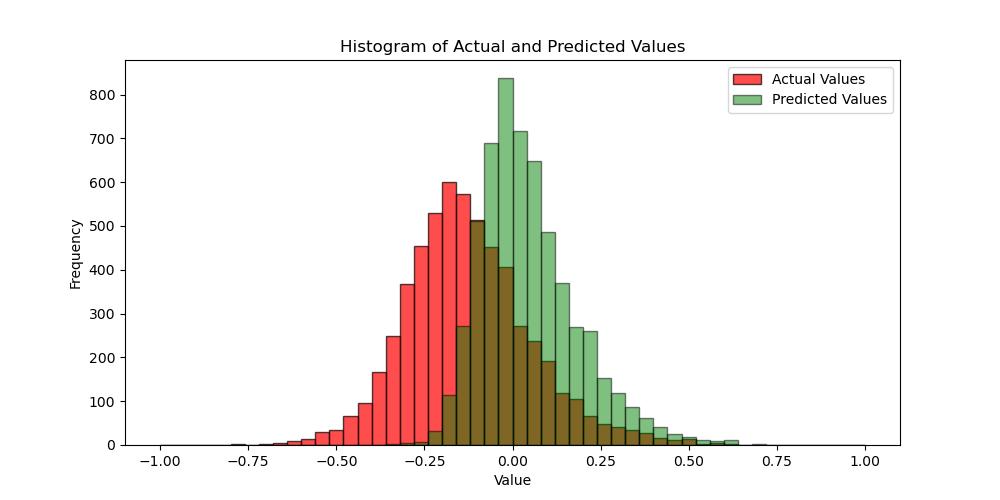 Histogram of Actual and Predicted Values
Actual Values
Predicted Values
800
700
600
500
400
300
200
100
0
Frequency
−1.00 −0.75 −0.50 −0.25 0.00 0.25 0.50 0.75 1.00
Value